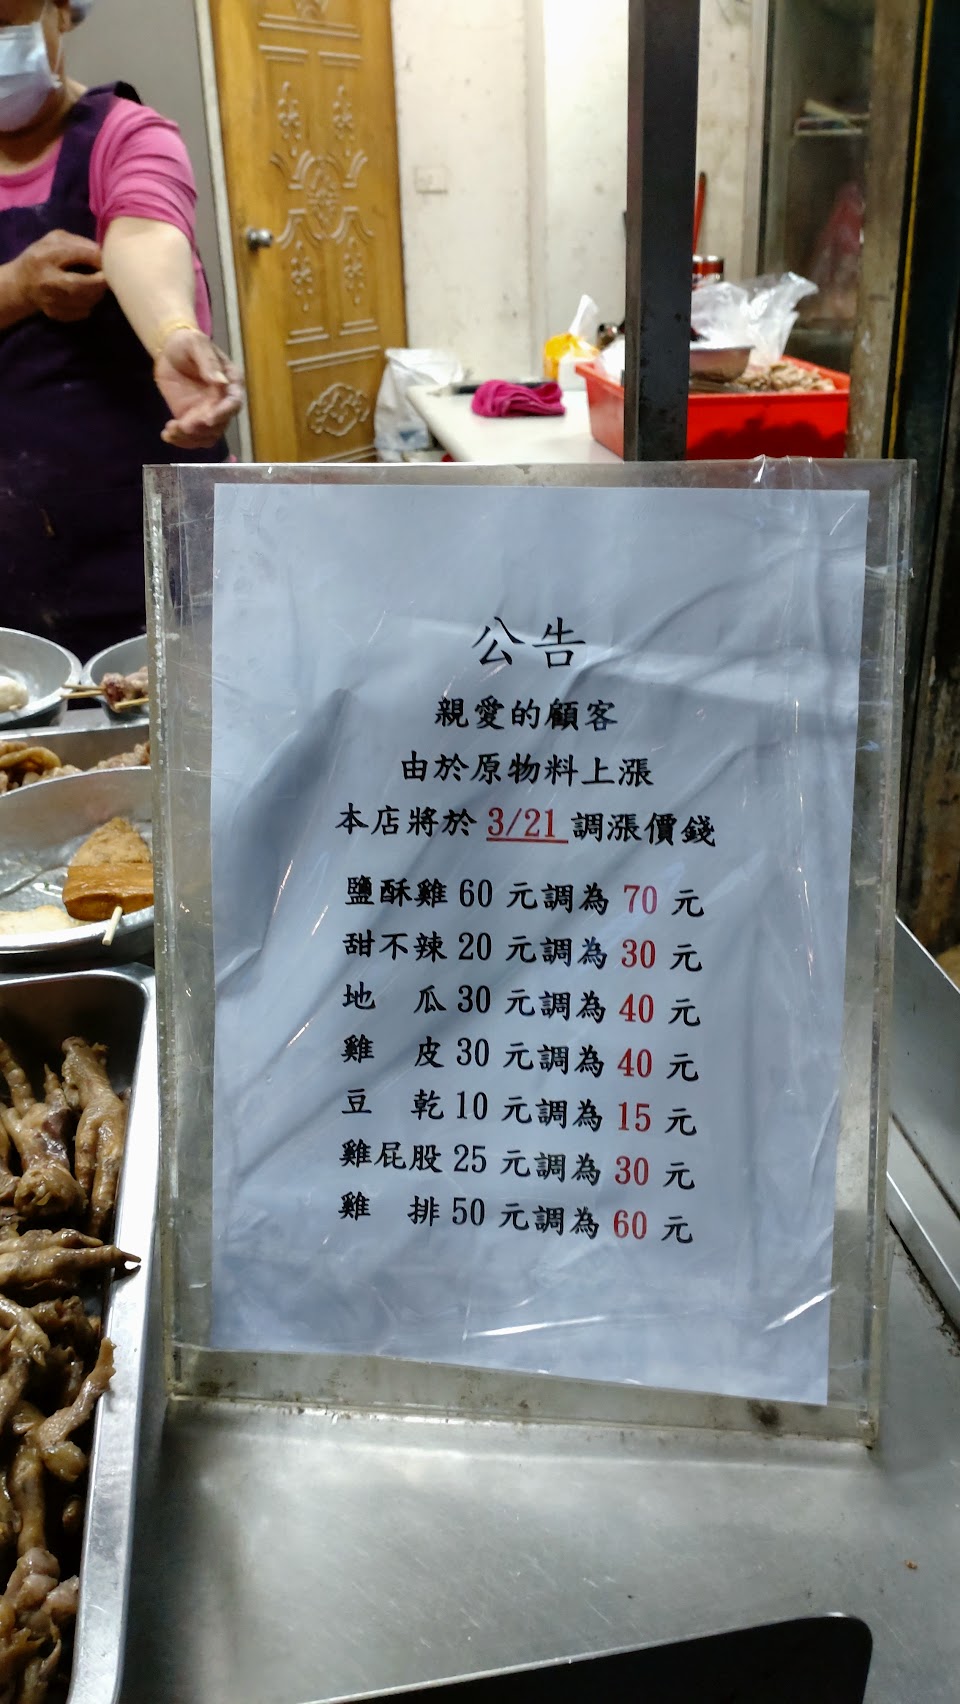 公告
親愛的顧客
由於原物料上漲
本店將於 3/21 調漲價錢
鹽酥雞 60 元調為 70 元
甜不辣 20 元調為 30 元
地　瓜 30 元調為 40 元
雞　皮 30 元調為 40 元
豆　乾 10 元調為 15 元
雞屁股 25 元調為 30 元
雞　排 50 元調為 60 元